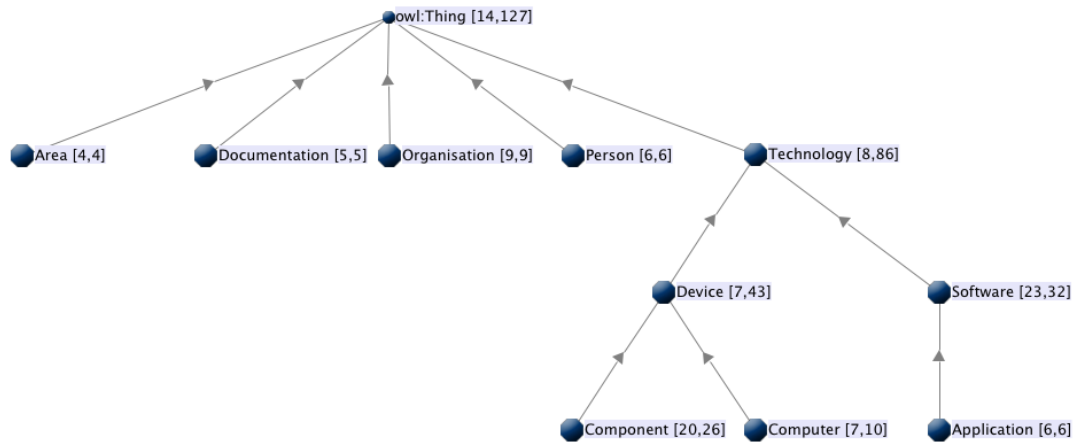 owl:Thing [14,127]
Area [4,4]
Documentation [5,5]
Organisation [9,9]
Person [6,6]
Technology [8,86]
Device [7,43]
Software [23,32]
Component [20,26]
Computer [7,10]
Application [6,6]